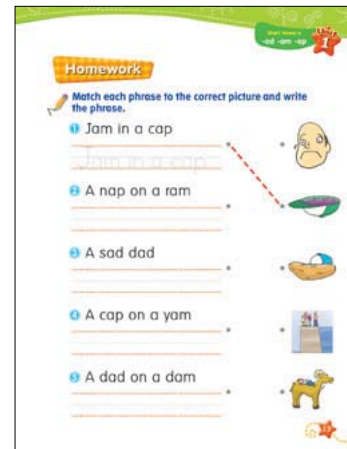 Short Vowel a
-ad -am -ap
Unit
1
Homework
Match each phrase to the correct picture and write
the phrase.
1 Jam in a cap
Jam in a cap
2 A nap on a ram
3 A sad dad
4 A cap on a yam
5 A dad on a dam
15